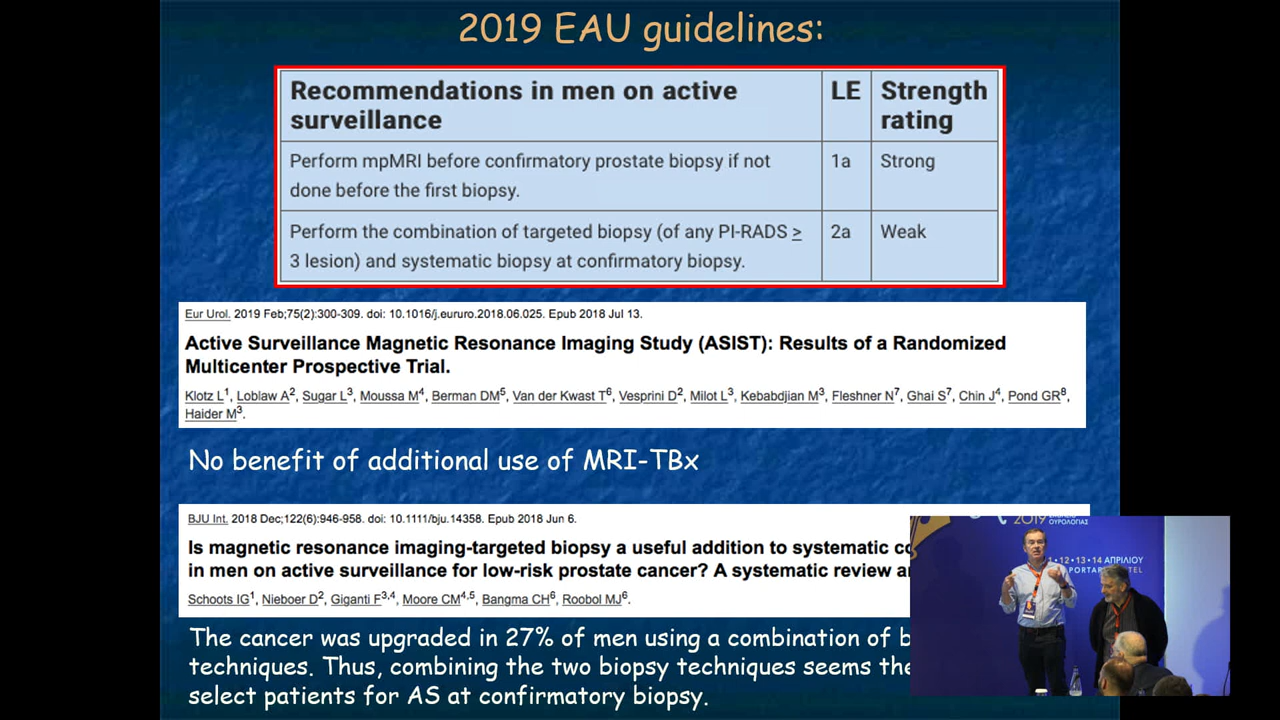 2019 EAU guidelines:
Recommendations in men on active surveillance LE Strength rating
Perform mpMRI before confirmatory prostate biopsy if not done before the first biopsy. 1a Strong
Perform the combination of targeted biopsy (of any PI-RADS ≥ 3 lesion) and systematic biopsy at confirmatory biopsy. 2a Weak
Eur Urol. 2019 Feb;75(2):300-309. doi: 10.1016/j.eururo.2018.06.025. Epub 2018 Jul 13.
Active Surveillance Magnetic Resonance Imaging Study (ASIST): Results of a Randomized
Multicenter Prospective Trial.
Klotz L1, Loblaw A2, Sugar L3, Moussa M4, Berman DM5, Van der Kwast T6, Vesprini D2, Milot L3, Kebabdjian M3, Fleshner N7, Ghai S7, Chin J4, Pond GR8,
Haider M3.
No benefit of additional use of MRI-TBx
BJU Int. 2018 Dec;122(6):946-958. doi: 10.1111/bju.14358. Epub 2018 Jun 6.
Is magnetic resonance imaging-targeted biopsy a useful addition to systematic
in men on active surveillance for low-risk prostate cancer? A systematic review
Schoots IG1, Nieboer D2, Giganti F3,4, Moore CM4,5, Bangma CH6, Roobol MJ6.
The cancer was upgraded in 27% of men using a combination of
techniques. Thus, combining the two biopsy techniques seems
select patients for AS at confirmatory biopsy.
2019
ΟΥΡΟΛΟΓΙΑΣ
12•13•14 ΑΠΡΙΛΙΟΥ
PORTAR